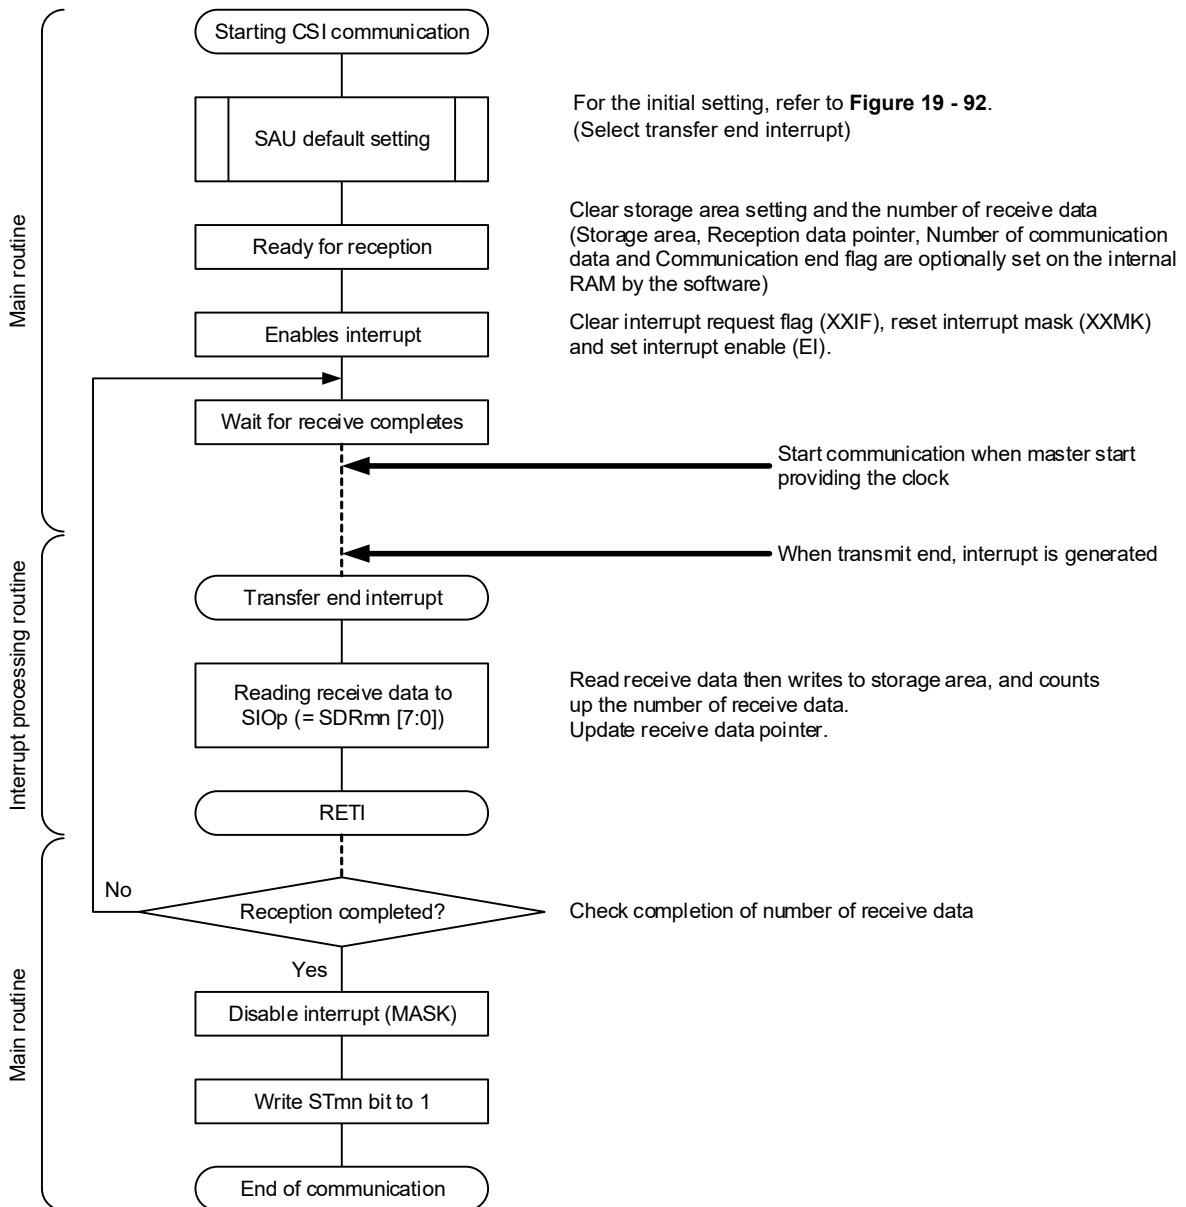 Starting CSI communication
SAU default setting
For the initial setting, refer to Figure 19 - 92.
(Select transfer end interrupt)
Main routine
Ready for reception
Clear storage area setting and the number of receive data
(Storage area, Reception data pointer, Number of communication
data and Communication end flag are optionally set on the internal
RAM by the software)
Enables interrupt
Clear interrupt request flag (XXIF), reset interrupt mask (XXMK)
and set interrupt enable (EI).
Wait for receive completes
Start communication when master start
providing the clock
When transmit end, interrupt is generated
Interrupt processing routine
Transfer end interrupt
Reading receive data to
SIOp (= SDRmn [7:0])
Read receive data then writes to storage area, and counts
up the number of receive data.
Update receive data pointer.
RETI
Main routine
No
Reception completed?
Check completion of number of receive data
Yes
Disable interrupt (MASK)
Write STmn bit to 1
End of communication